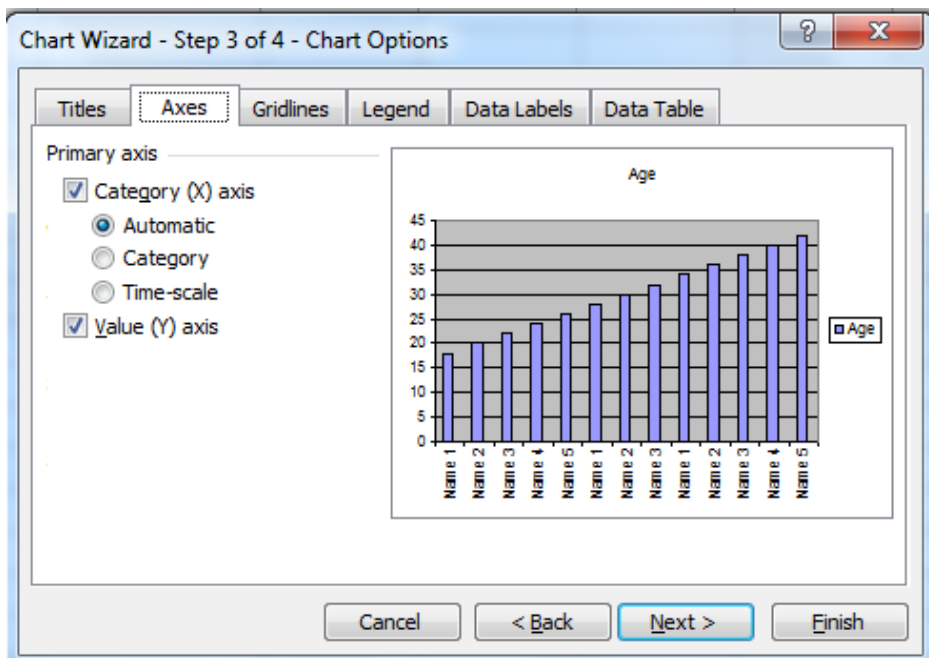 Chart Wizard - Step 3 of 4 - Chart Options
?
X
Titles Axes Gridlines Legend Data Labels Data Table
Primary axis
Category (X) axis
Automatic
Category
Time-scale
Value (Y) axis
Age
45
40
35
30
25
20
15
10
5
0
Name 1 Name 2 Name 3 Name 4 Name 5 Name 1 Name 2 Name 3 Name 1 Name 2 Name 3 Name 4 Name 5
Age
Cancel < Back Next > Finish